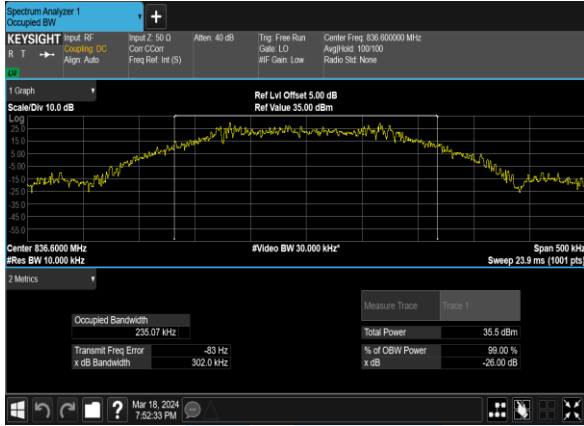 Spectrum Analyzer 1
Occupied BW
KEYSIGHT
R T
Input: RF
Coupling: DC
Align: Auto
Input Z: 50 Ω
Corr CCorr
Freq Ref: Int (S)
Atten: 40 dB
Trig: Free Run
Gate: LO
#IF Gain: Low
Center Freq: 836.600000 MHz
Avg|Hold: 100/100
Radio Std: None
1 Graph
Scale/Div 10.0 dB
Ref Lvl Offset 5.00 dB
Ref Value 35.00 dBm
Log
25.0
15.0
5.00
-5.00
-15.0
-25.0
-35.0
-45.0
-55.0
Center 836.6000 MHz
#Res BW 10.000 kHz
#Video BW 30.000 kHz*
Span 500 kHz
Sweep 23.9 ms (1001 pts)
2 Metrics
Measure Trace Trace 1
Occupied Bandwidth
235.07 kHz
Total Power 35.5 dBm
Transmit Freq Error -83 Hz
% of OBW Power 99.00 %
x dB Bandwidth 302.0 kHz
x dB -26.00 dB
Mar 18, 2024
7:52:33 PM